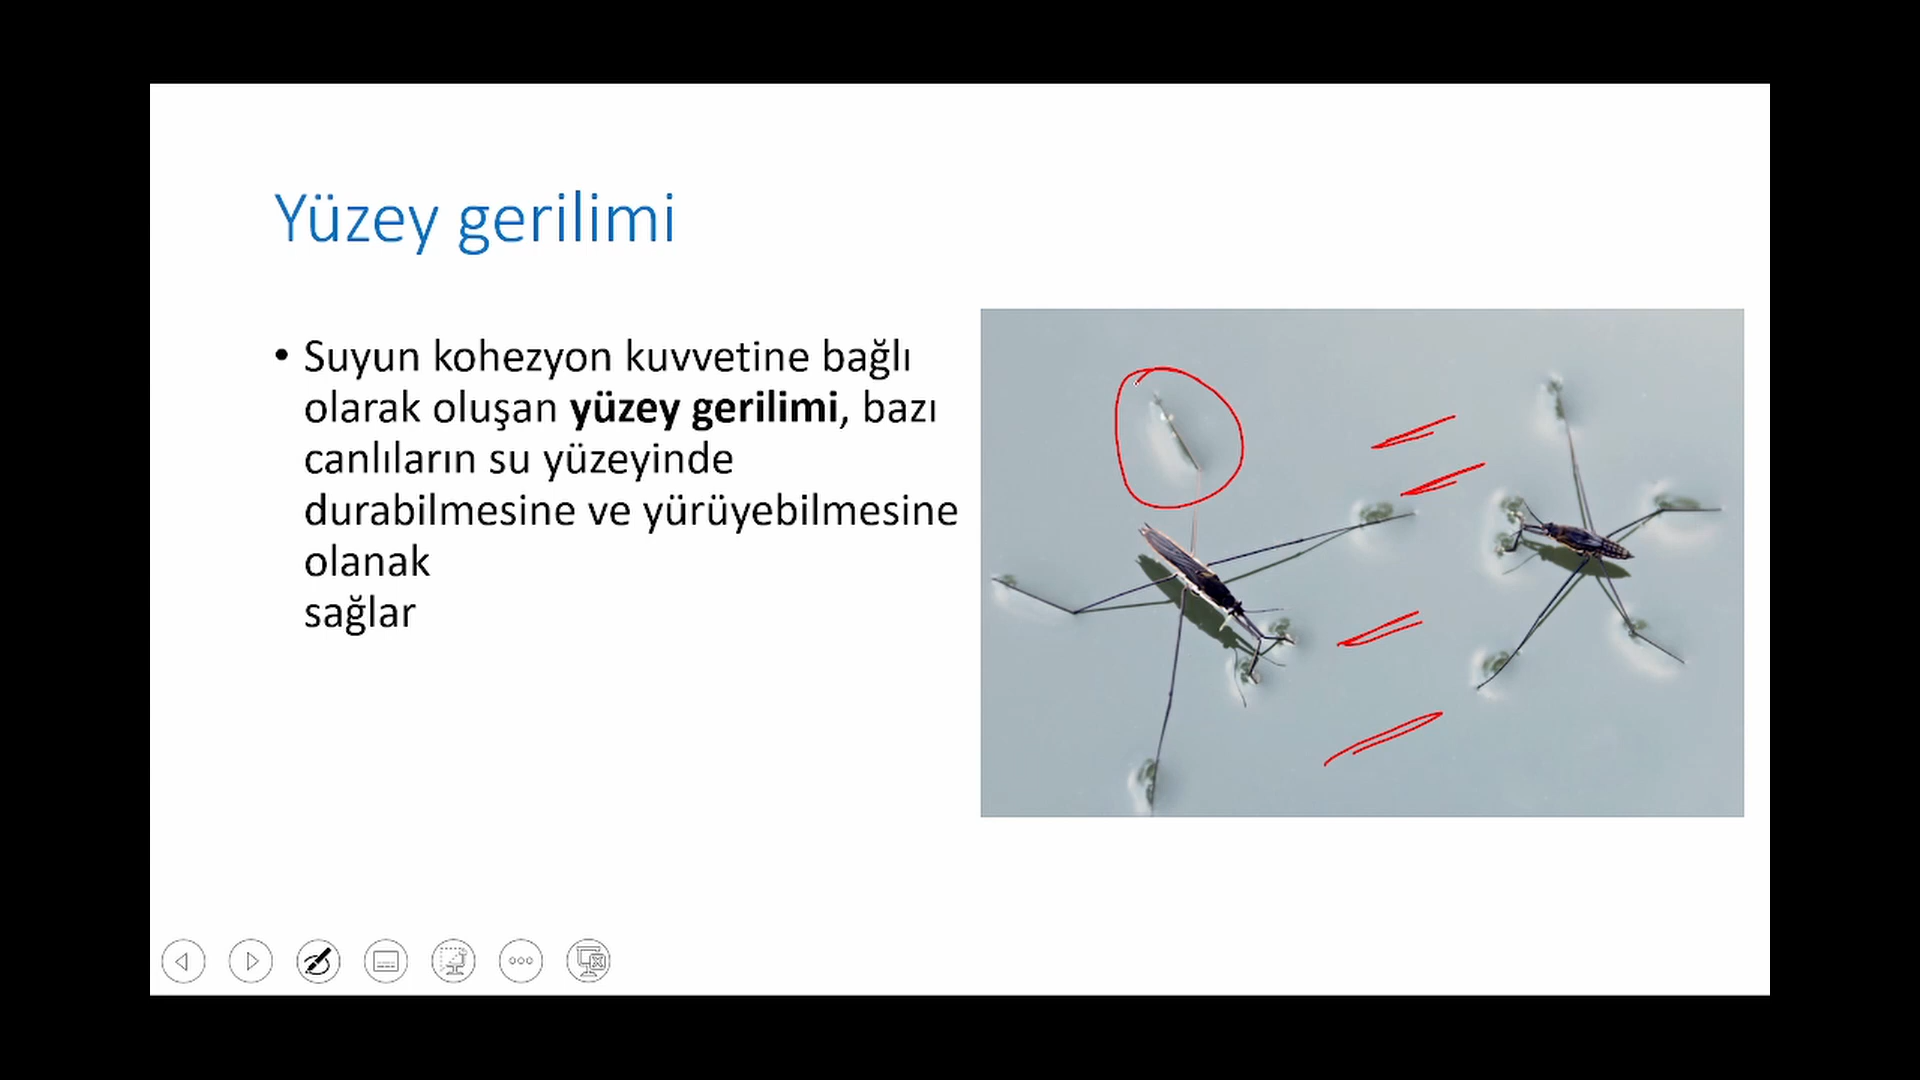 Yüzey gerilimi
• Suyun kohezyon kuvvetine bağlı
olarak oluşan yüzey gerilimi, bazı
canlıların su yüzeyinde
durabilmesine ve yürüyebilmesine
olanak
sağlar